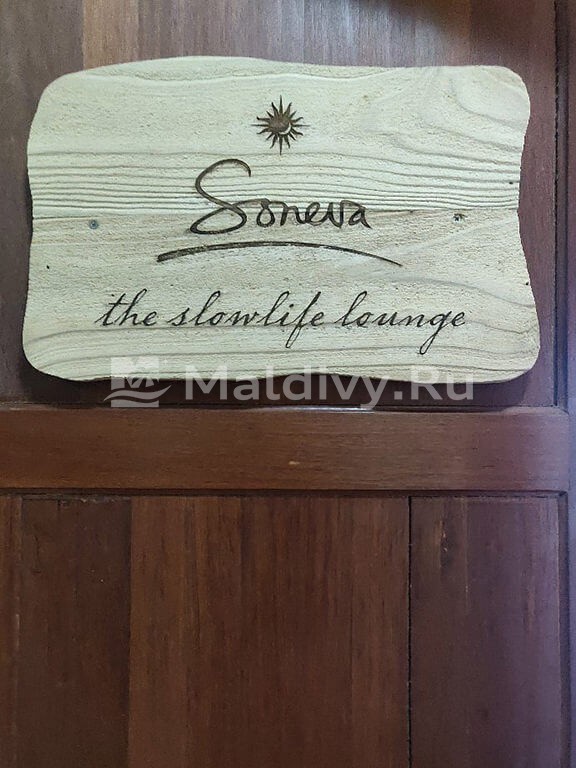 Soneva
the slowlife lounge
Maldivy.Ru